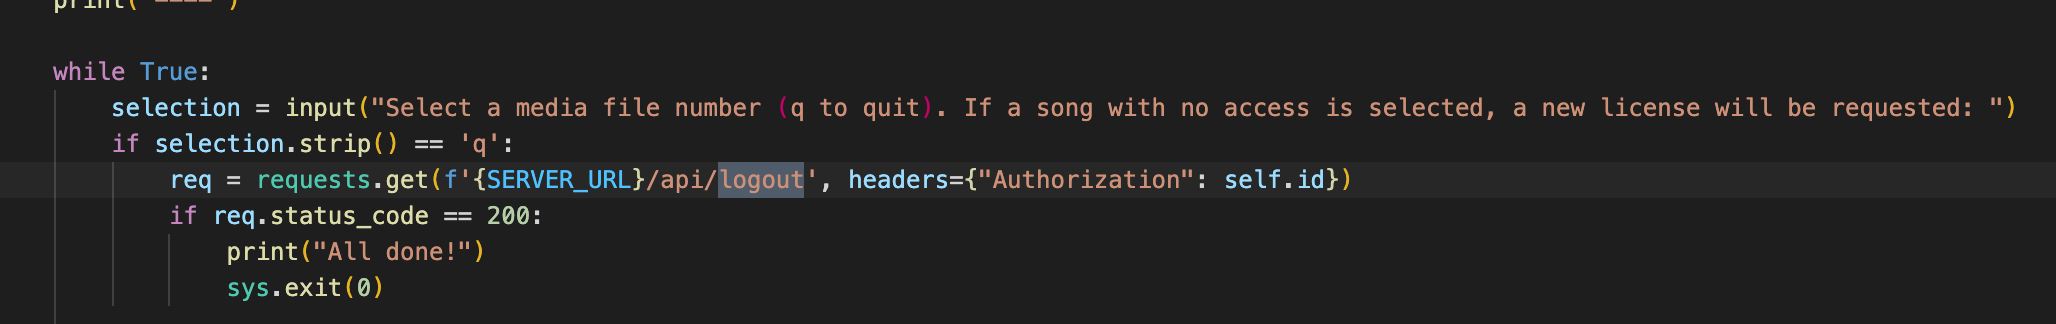 print("----")
while True:
selection = input("Select a media file number (q to quit). If a song with no access is selected, a new license will be requested: ")
if selection.strip() == 'q':
req = requests.get(f'{SERVER_URL}/api/logout', headers={"Authorization": self.id})
if req.status_code == 200:
print("All done!")
sys.exit(0)